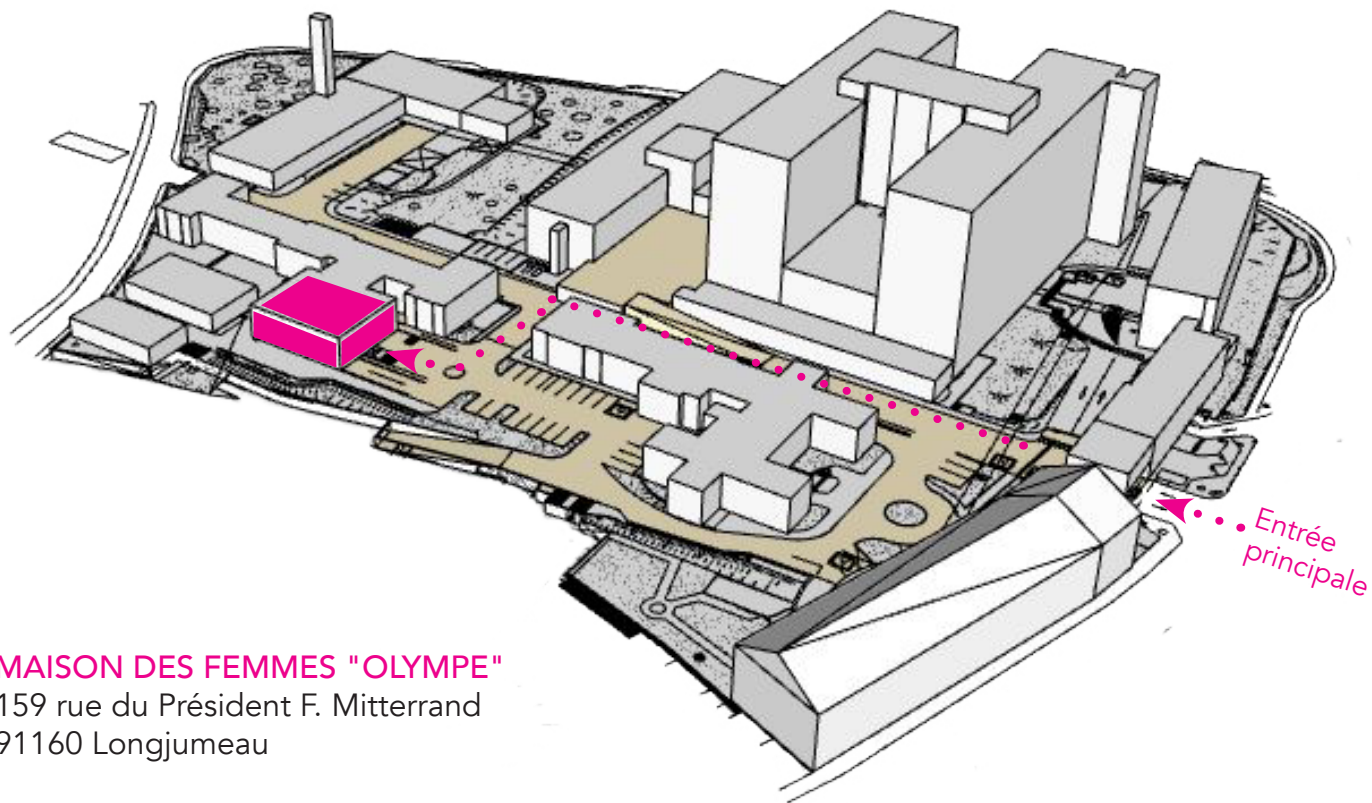 Entrée
principale
MAISON DES FEMMES "OLYMPE"
159 rue du Président F. Mitterrand
91160 Longjumeau